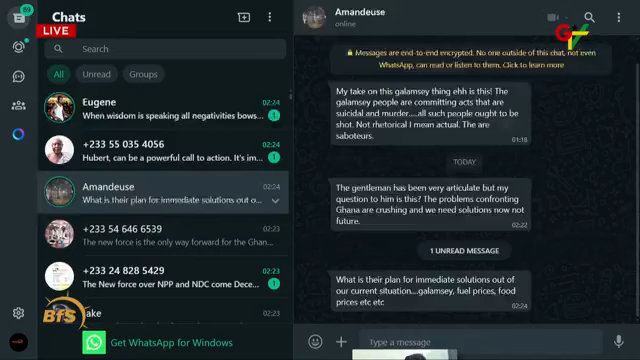 89
LIVE
Chats
Search
All
Unread
Groups
Eugene
02:24
When wisdom is speaking all negativities bows...
1
+233 55 035 4056
02:24
Hubert, can be a powerful call to action. It's im...
1
Amandeuse
02:24
What is their plan for immediate solutions out o...
+233 54 646 6539
02:23
The new force is the only way forward for the Ghan...
+233 24 828 5429
02:23
The New force over NPP and NDC come Dece...
1
02:23
BfS
Get WhatsApp for Windows
Amandeuse
online
GTV
Messages are end-to-end encrypted. No one outside of this chat, not even
WhatsApp, can read or listen to them. Click to learn more
My take on this galamsey thing ehh is this! The
galamsey people are committing acts that are
suicidal and murder.....all such people ought to be
shot. Not rhetorical I mean actual. The are
saboteurs.
01:18
TODAY
The gentleman has been very articulate but my
question to him is this? The problems confronting
Ghana are crushing and we need solutions now not
future.
02:22
1 UNREAD MESSAGE
What is their plan for immediate solutions out of
our current situation....galamsey, fuel prices, food
prices etc etc
02:24
Type a message